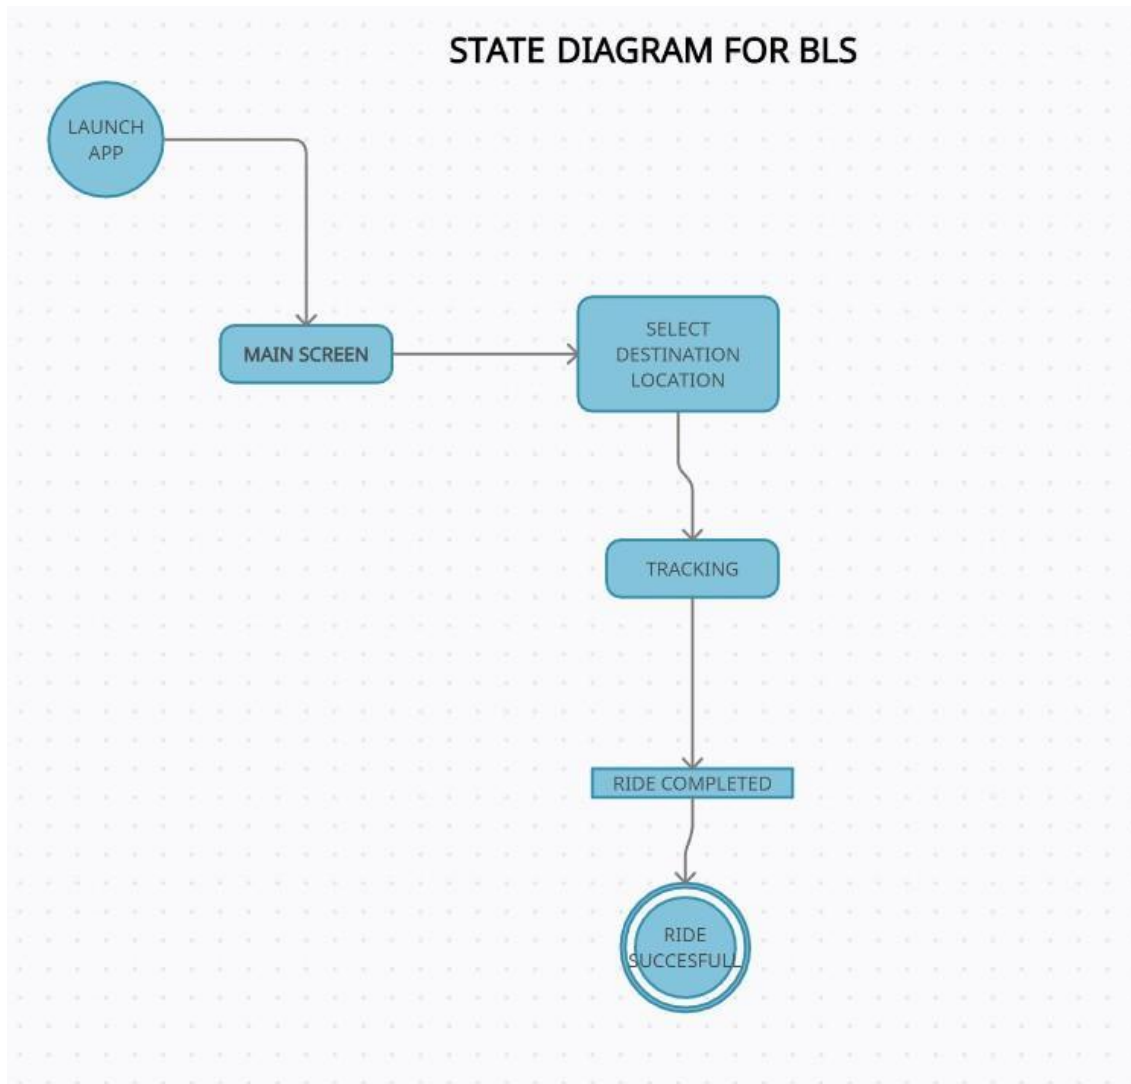 STATE DIAGRAM FOR BLS
LAUNCH
APP
MAIN SCREEN
SELECT
DESTINATION
LOCATION
TRACKING
RIDE COMPLETED
RIDE
SUCCESFULL